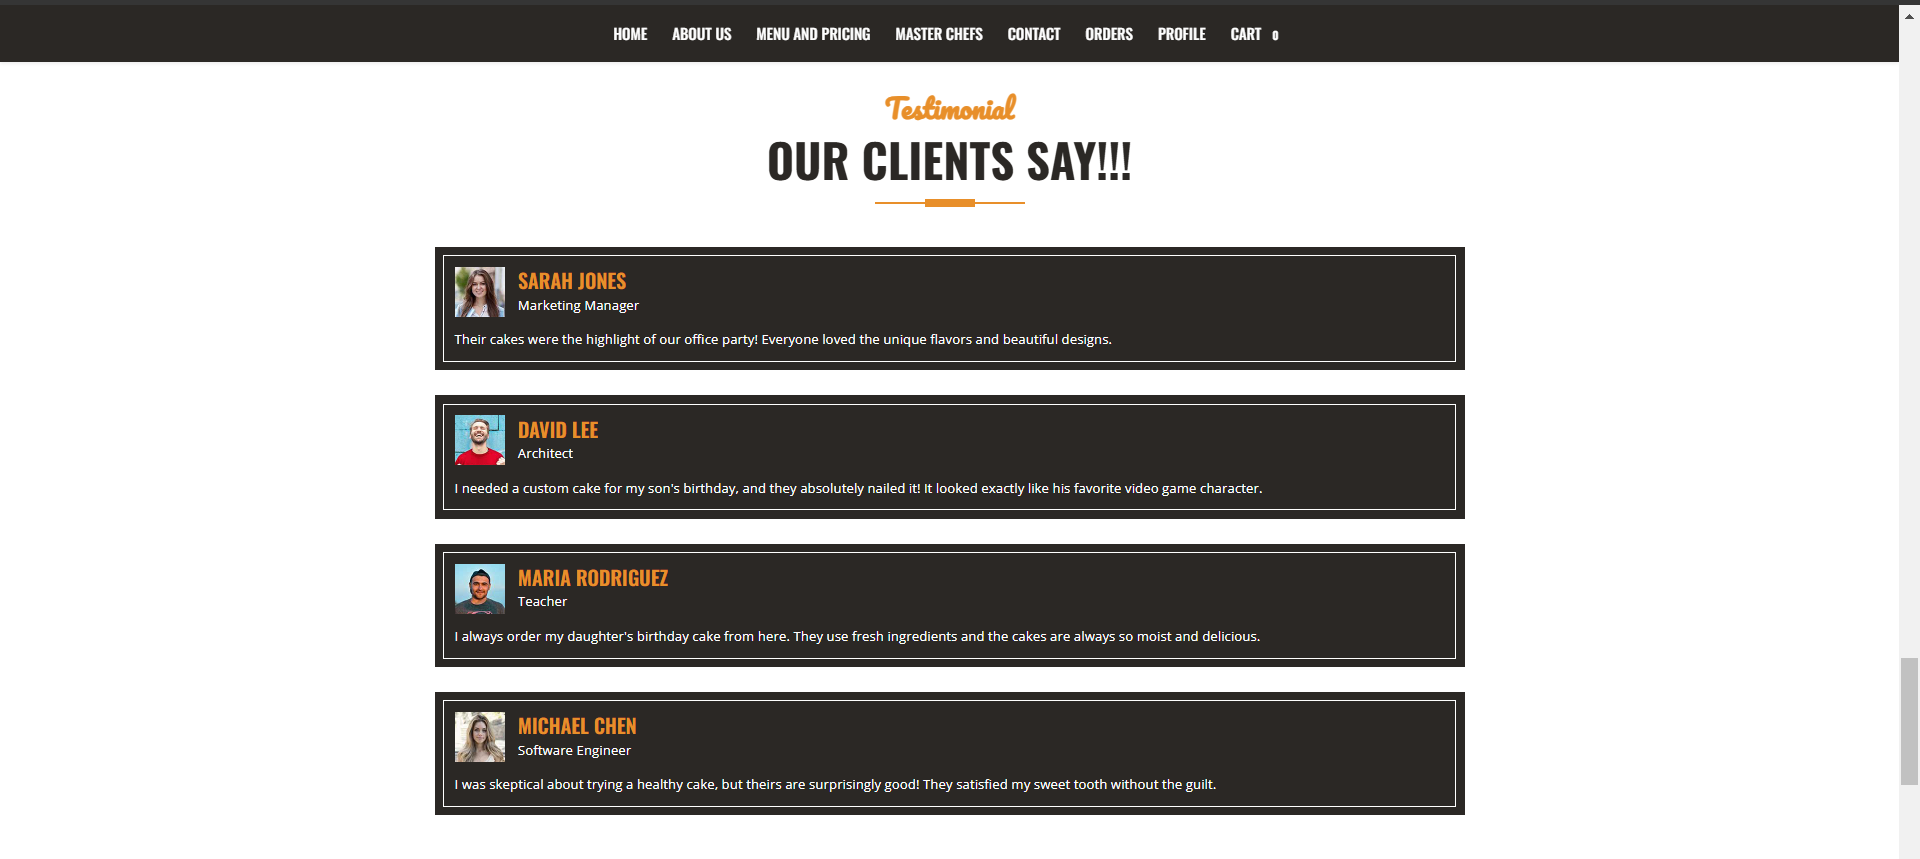 HOME ABOUT US MENU AND PRICING MASTER CHEFS CONTACT ORDERS PROFILE CART 0
Testimonial
OUR CLIENTS SAY!!!
SARAH JONES
Marketing Manager
Their cakes were the highlight of our office party! Everyone loved the unique flavors and beautiful designs.
DAVID LEE
Architect
I needed a custom cake for my son's birthday, and they absolutely nailed it! It looked exactly like his favorite video game character.
MARIA RODRIGUEZ
Teacher
I always order my daughter's birthday cake from here. They use fresh ingredients and the cakes are always so moist and delicious.
MICHAEL CHEN
Software Engineer
I was skeptical about trying a healthy cake, but theirs are surprisingly good! They satisfied my sweet tooth without the guilt.